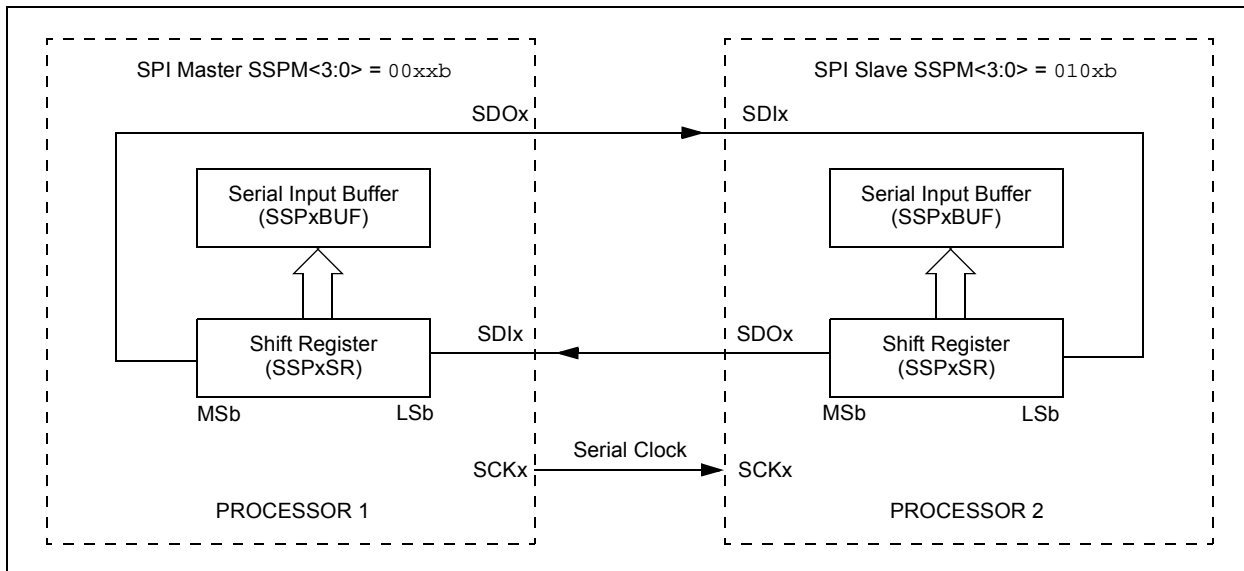 SPI Master SSPM<3:0> = 00xxb
SPI Slave SSPM<3:0> = 010xb
SDOx
SDIx
Serial Input Buffer
(SSPxBUF)
Serial Input Buffer
(SSPxBUF)
Shift Register
(SSPxSR)
MSb
LSb
SDIx
SDOx
Shift Register
(SSPxSR)
MSb
LSb
SCKx
Serial Clock
SCKx
PROCESSOR 1
PROCESSOR 2